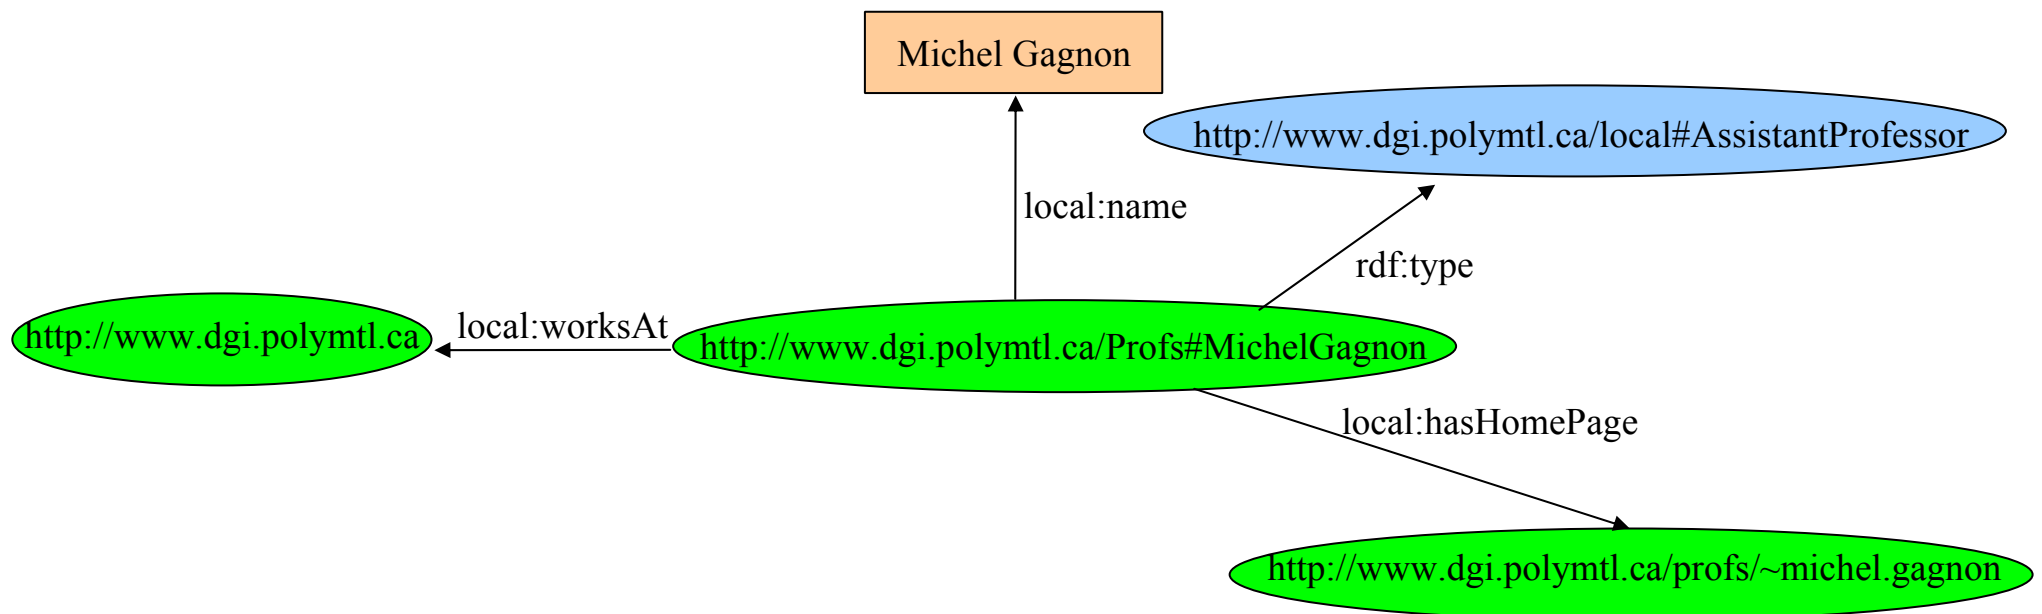 Michel Gagnon
http://www.dgi.polymtl.ca/local#AssistantProfessor
local:name
rdf:type
http://www.dgi.polymtl.ca
local:worksAt
http://www.dgi.polymtl.ca/Profs#MichelGagnon
local:hasHomePage
http://www.dgi.polymtl.ca/profs/~michel.gagnon